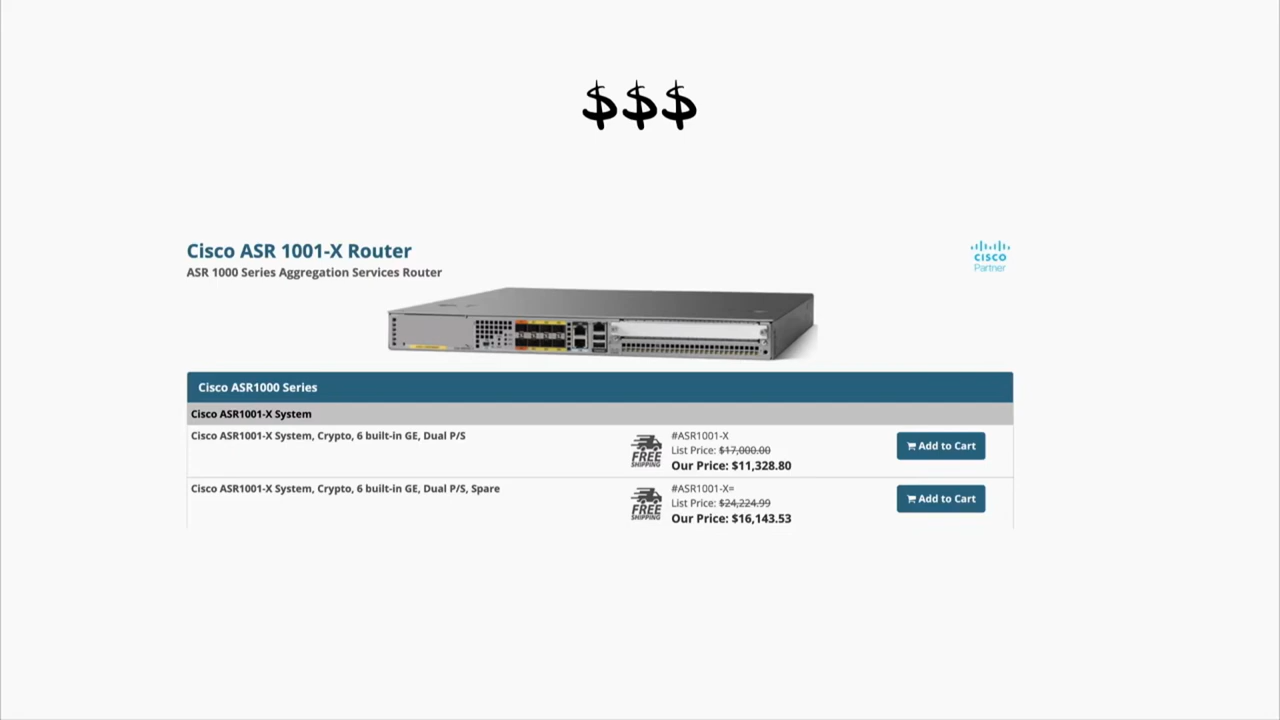 $$$
Cisco ASR 1001-X Router
ASR 1000 Series Aggregation Services Router
CISCO
Partner
Cisco ASR1000 Series
Cisco ASR1001-X System
Cisco ASR1001-X System, Crypto, 6 built-in GE, Dual P/S
FREE
SHIPPING
#ASR1001-X
List Price: $17,000.00
Our Price: $11,328.80
Add to Cart
Cisco ASR1001-X System, Crypto, 6 built-in GE, Dual P/S, Spare
FREE
SHIPPING
#ASR1001-X=
List Price: $24,224.99
Our Price: $16,143.53
Add to Cart